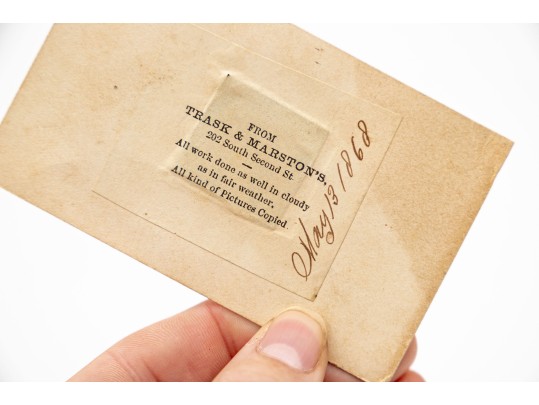 FROM
TRASK & MARSTON'S,
202 South Second St.
All work done as well in cloudy
as in fair weather.
All kind of Pictures Copied.
May 13 1868